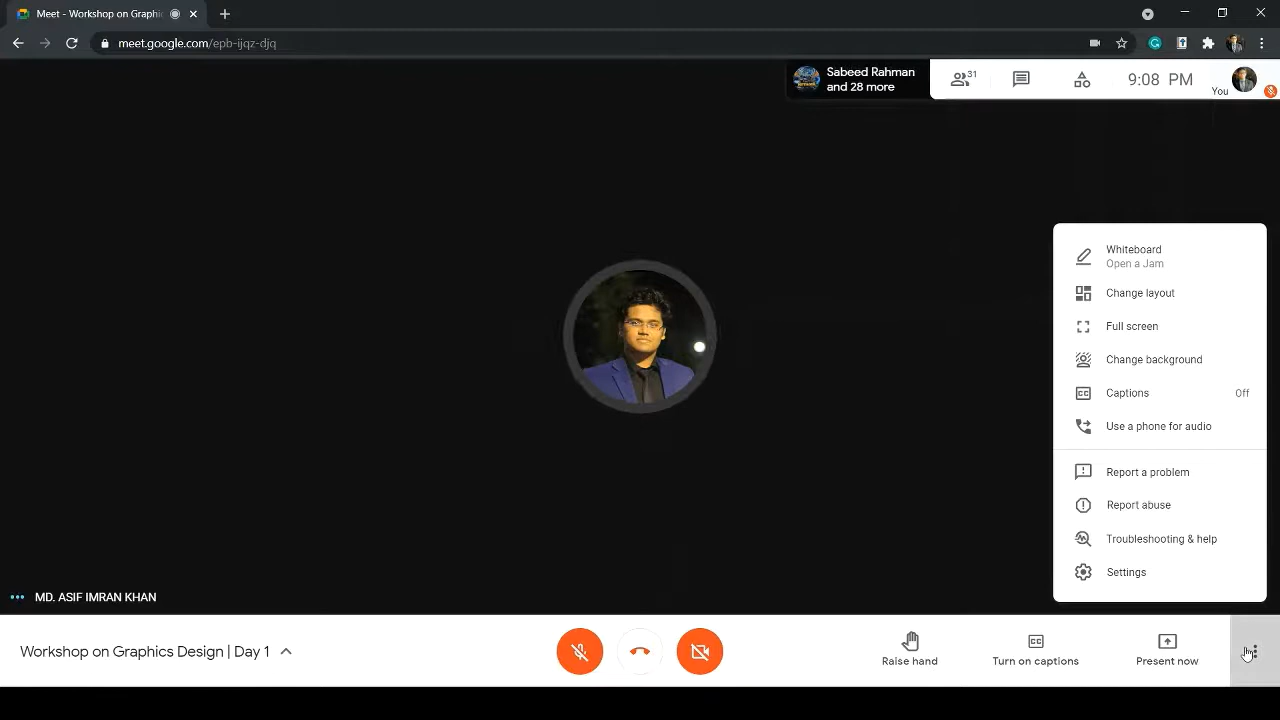 Meet - Workshop on Graphic
meet.google.com/epb-ijqz-djq
Sabeed Rahman
and 28 more
31
9:08 PM
You
Whiteboard
Open a Jam
Change layout
Full screen
Change background
Captions Off
Use a phone for audio
Report a problem
Report abuse
Troubleshooting & help
Settings
MD. ASIF IMRAN KHAN
Workshop on Graphics Design | Day 1
Raise hand
Turn on captions
Present now